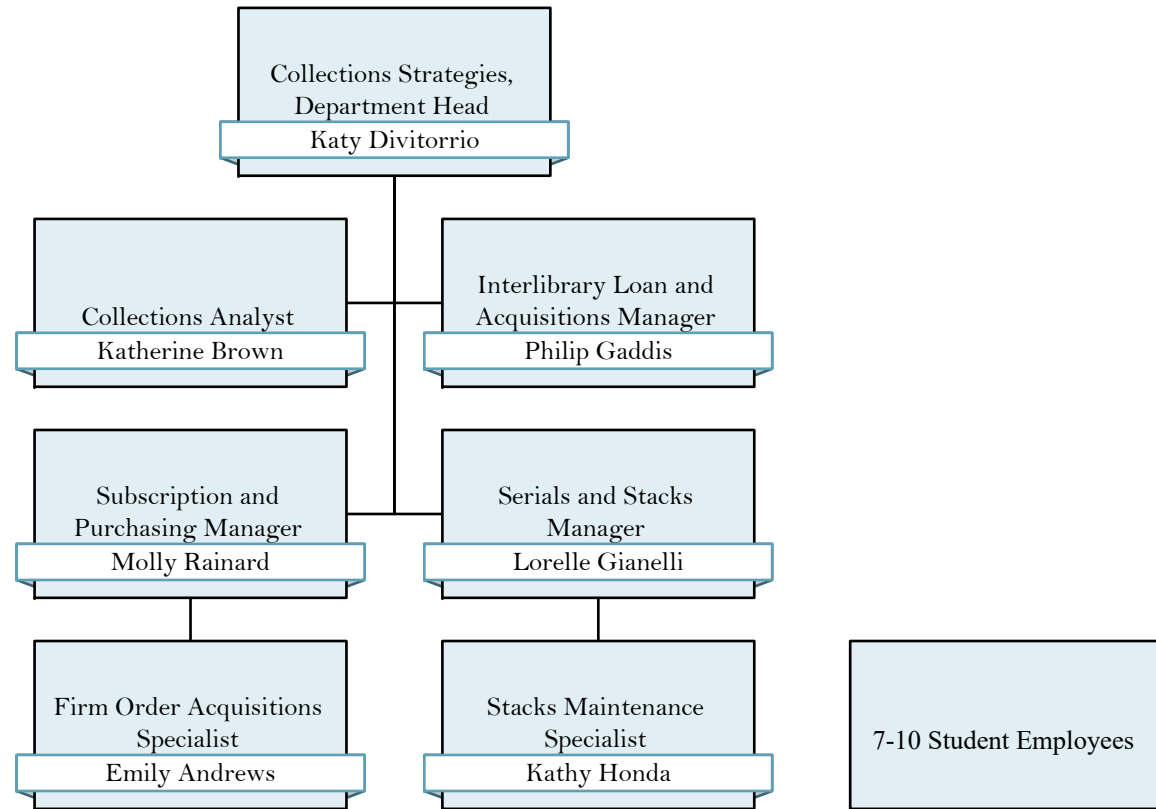 Collections Strategies,
Department Head
Katy Divitorrio
Collections Analyst
Katherine Brown
Interlibrary Loan and
Acquisitions Manager
Philip Gaddis
Subscription and
Purchasing Manager
Molly Rainard
Serials and Stacks
Manager
Lorelle Gianelli
Firm Order Acquisitions
Specialist
Emily Andrews
Stacks Maintenance
Specialist
Kathy Honda
7-10 Student Employees